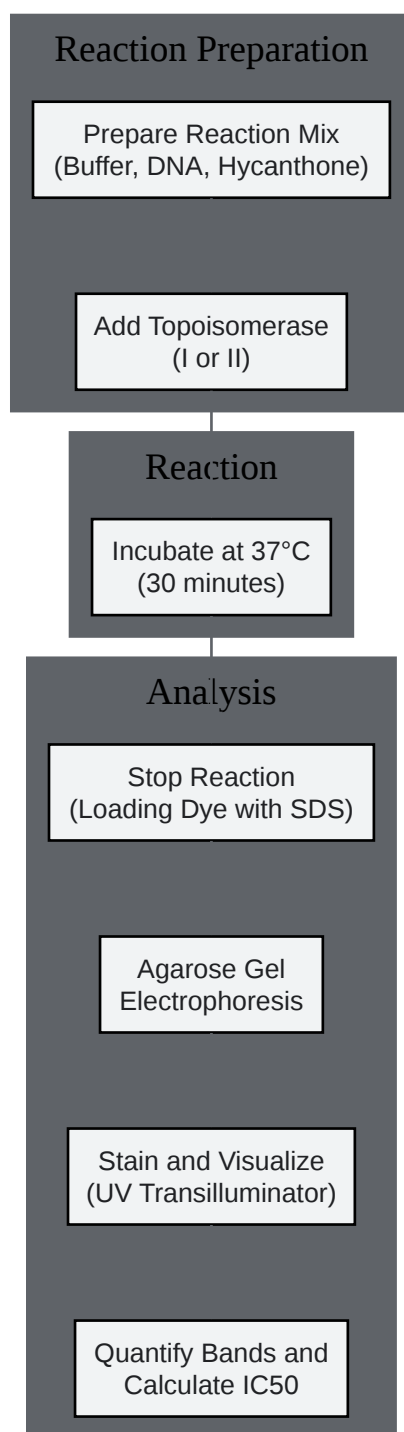 Reaction Preparation
Prepare Reaction Mix
(Buffer, DNA, Hycanthone)
Add Topoisomerase
(I or II)
Reaction
Incubate at 37°C
(30 minutes)
Analysis
Stop Reaction
(Loading Dye with SDS)
Agarose Gel
Electrophoresis
Stain and Visualize
(UV Transilluminator)
Quantify Bands and
Calculate IC50